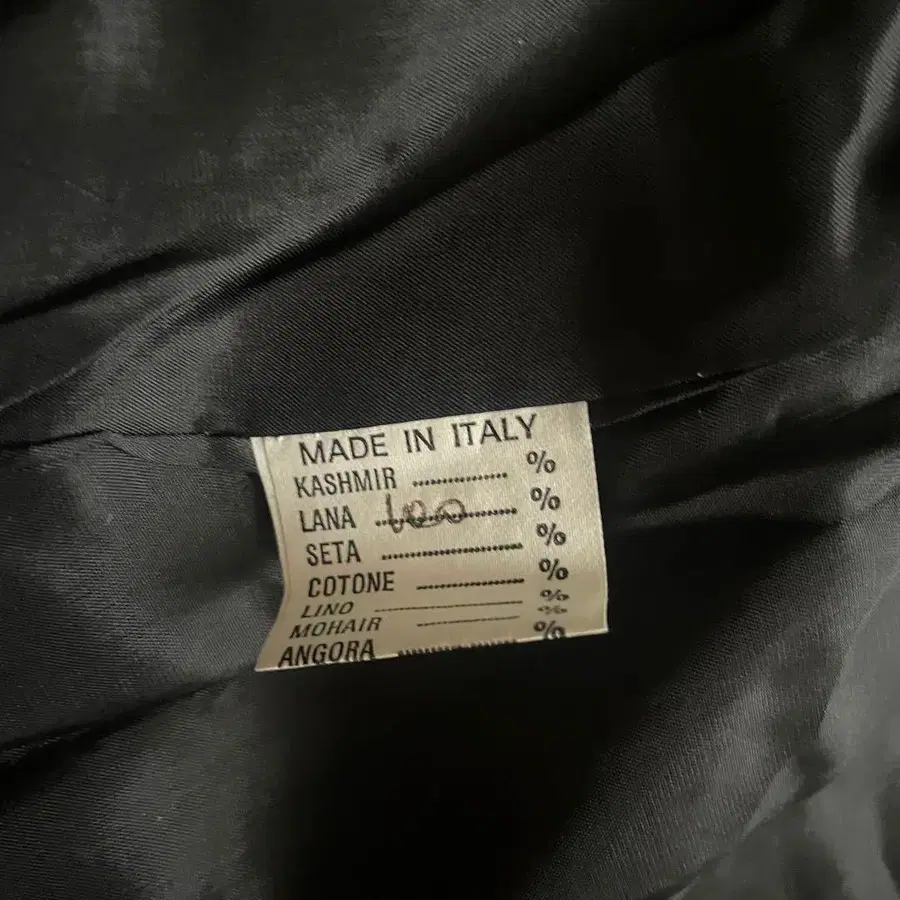 MADE IN ITALY
KASHMIR ................ %
LANA ....100........ %
SETA ........................ %
COTONE .................. %
LINO ........................ %
MOHAIR .................. %
ANGORA .................. %